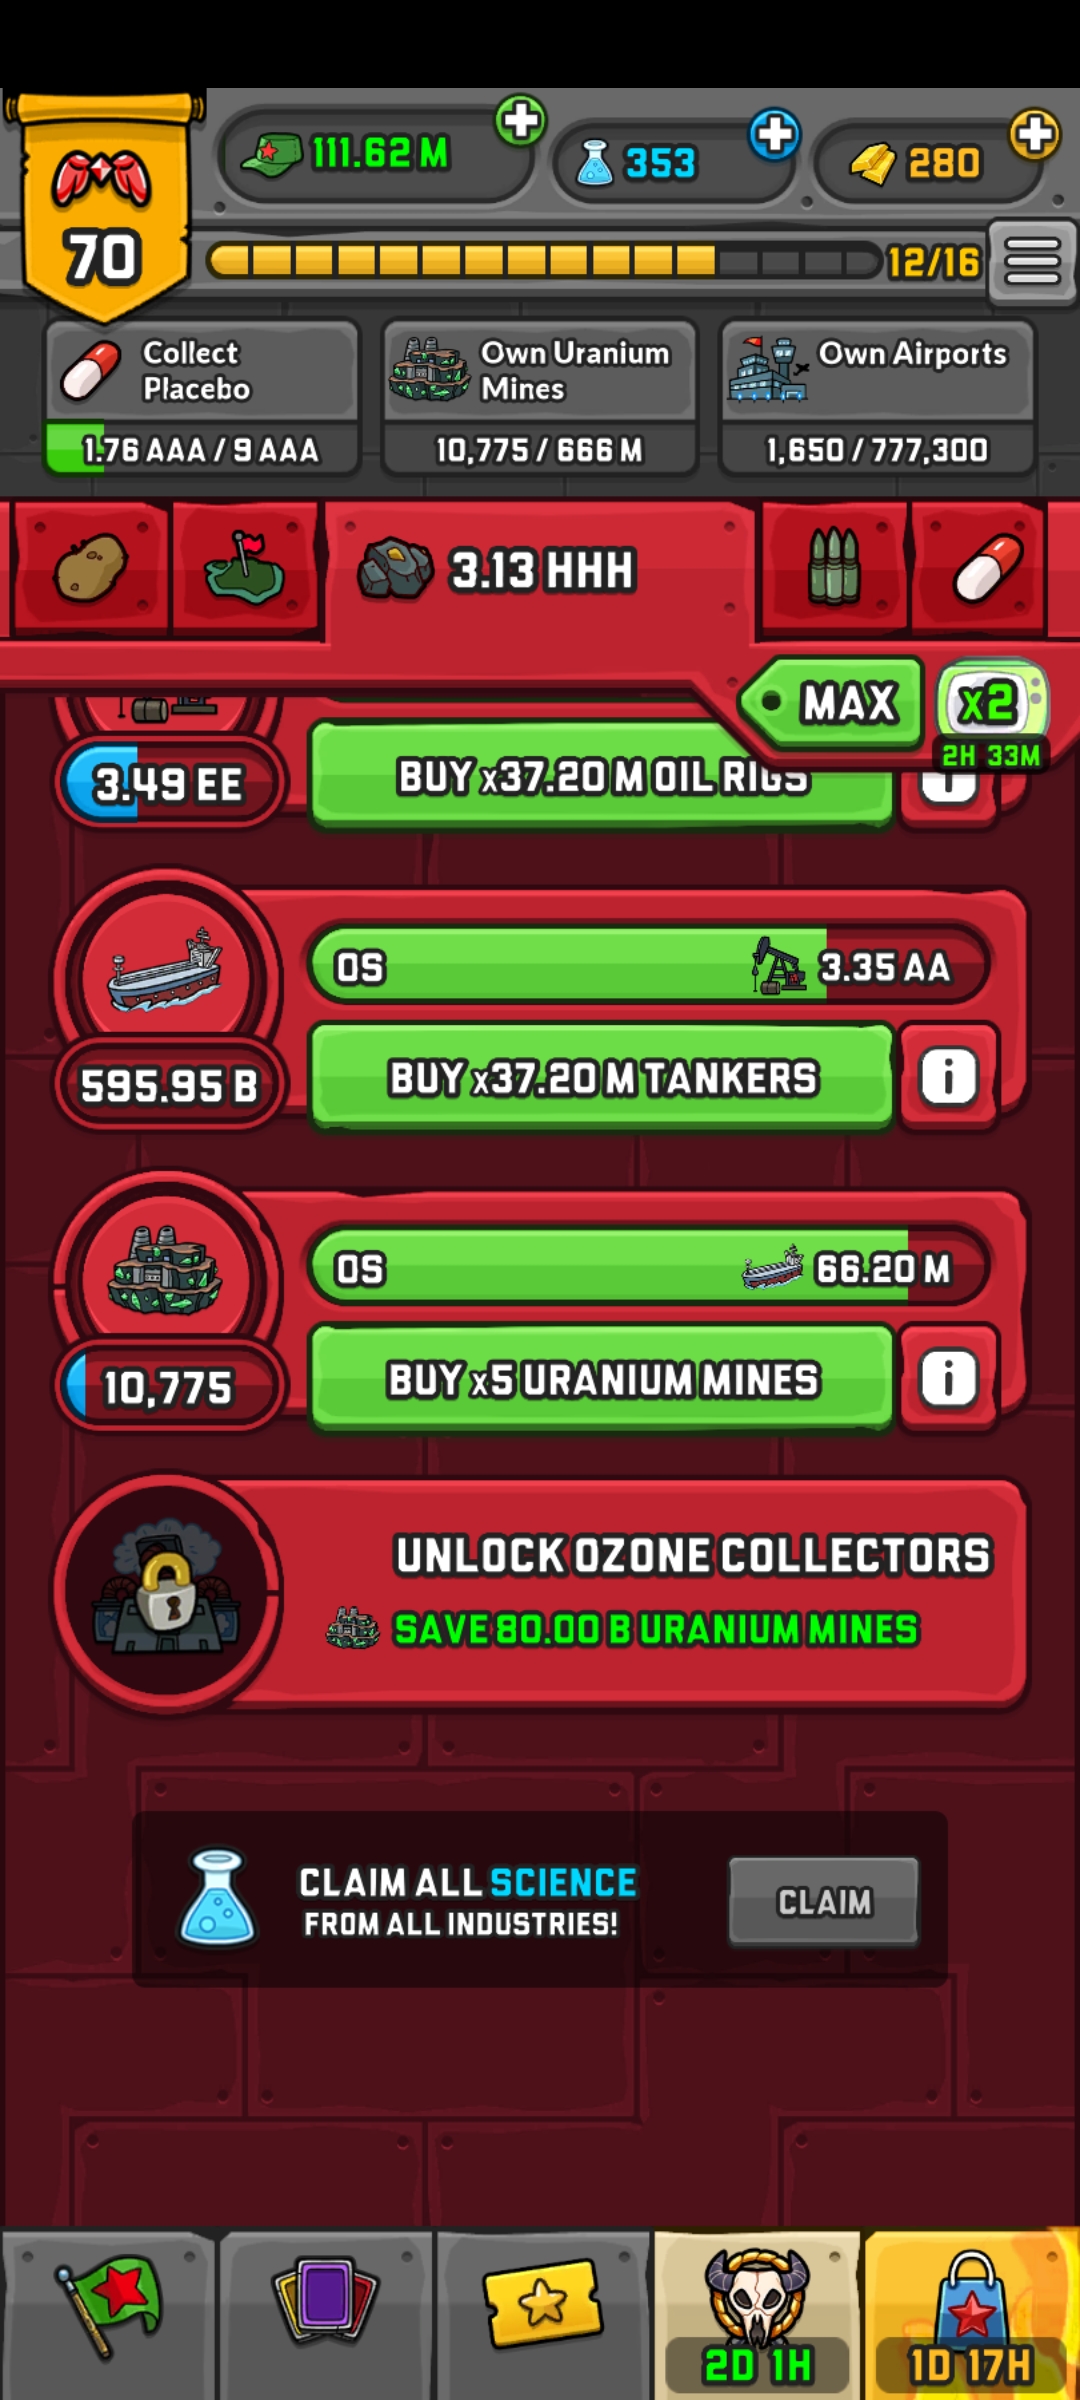 111.62 M
353
280
70
12/16
Collect
Placebo
1.76 AAA / 9 AAA
Own Uranium
Mines
10,775 / 666 M
Own Airports
1,650 / 777,300
3.13 HHH
MAX
x2
2H 33M
3.49 EE
BUY x37.20 M OIL RIGS
0S
3.35 AA
595.95 B
BUY x37.20 M TANKERS
i
0S
66.20 M
10,775
BUY x5 URANIUM MINES
i
UNLOCK OZONE COLLECTORS
SAVE 80.00 B URANIUM MINES
CLAIM ALL SCIENCE
FROM ALL INDUSTRIES!
CLAIM
2D 1H
1D 17H